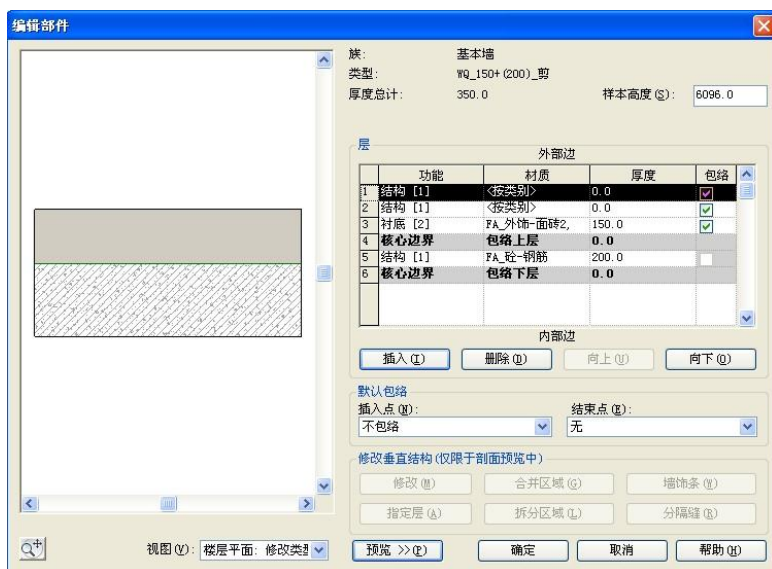 编辑部件
族: 基本墙
类型: WQ_150+(200)_剪
厚度总计: 350.0 样本高度(S): 6096.0
层
外部边
功能 材质 厚度 包络
1 结构 [1] <按类别> 0.0
2 结构 [1] <按类别> 0.0
3 衬底 [2] FA_外饰-面砖2, 150.0
4 核心边界 包络上层 0.0
5 结构 [1] FA_砼-钢筋 200.0
6 核心边界 包络下层 0.0
内部边
插入(I) 删除(D) 向上(U) 向下(O)
默认包络
插入点(N): 结束点(E):
不包络 无
修改垂直结构(仅限于剖面预览中)
修改(M) 合并区域(G) 墙饰条(W)
指定层(A) 拆分区域(L) 分隔缝(R)
视图(V): 楼层平面: 修改类型 预览 >>(P) 确定 取消 帮助(H)